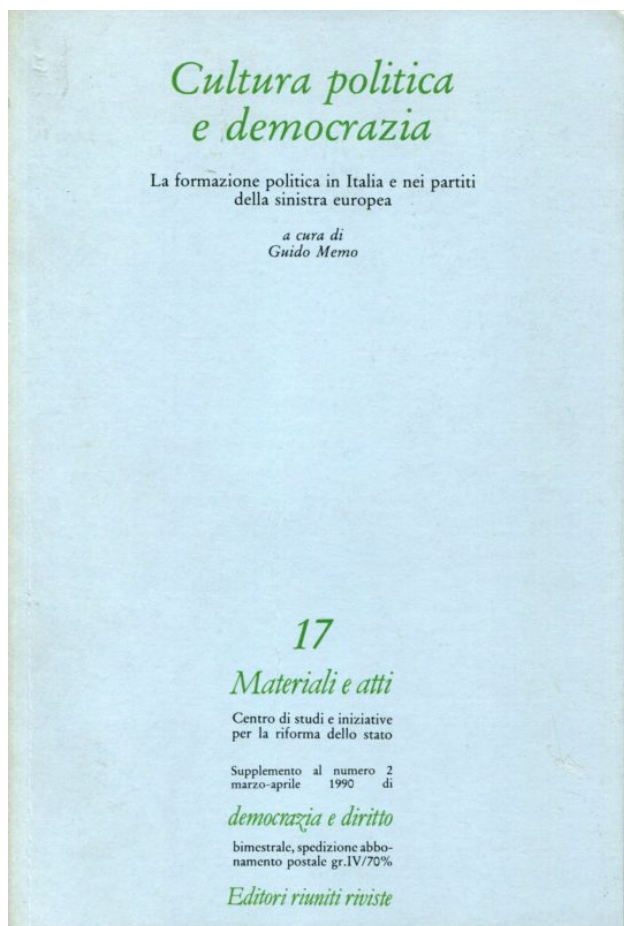 Cultura politica
e democrazia
La formazione politica in Italia e nei partiti
della sinistra europea
a cura di
Guido Memo
17
Materiali e atti
Centro di studi e iniziative
per la riforma dello stato
Supplemento al numero 2
marzo-aprile 1990 di
democrazia e diritto
bimestrale, spedizione abbo-
namento postale gr.IV/70%
Editori riuniti riviste